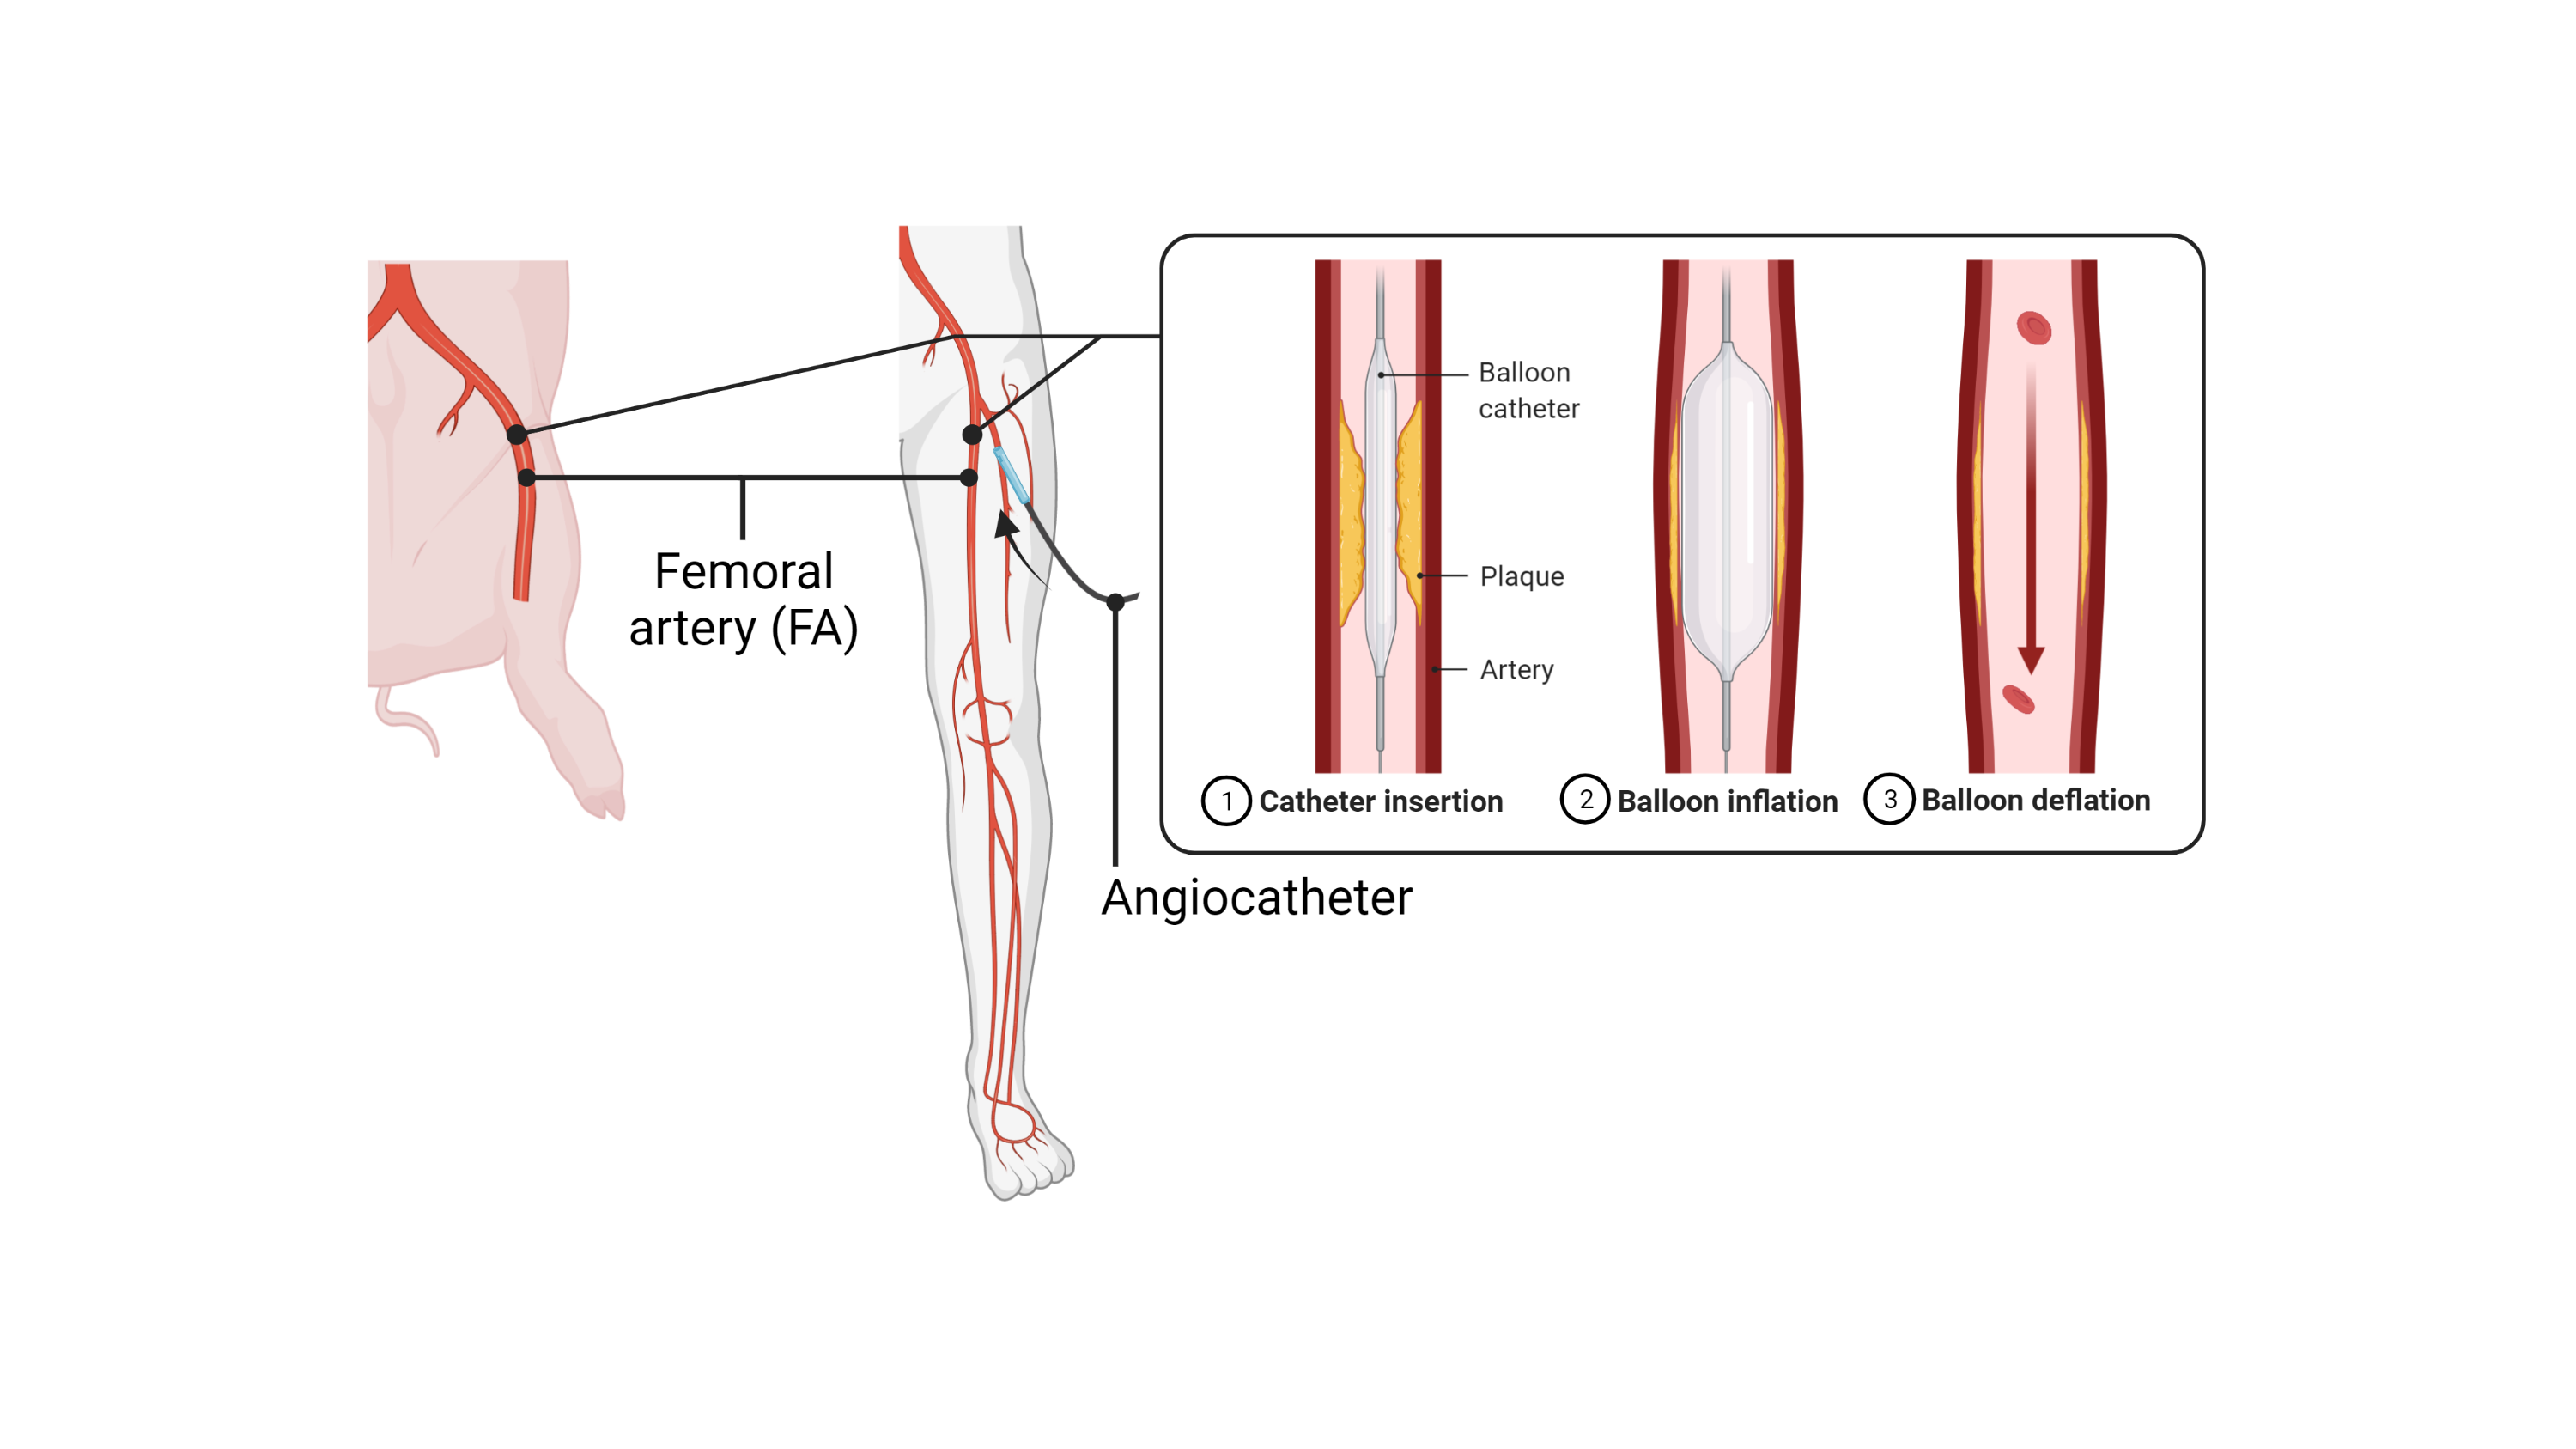 Femoral
artery (FA)
Angiocatheter
Balloon
catheter
Plaque
Artery
1 Catheter insertion
2 Balloon inflation
3 Balloon deflation